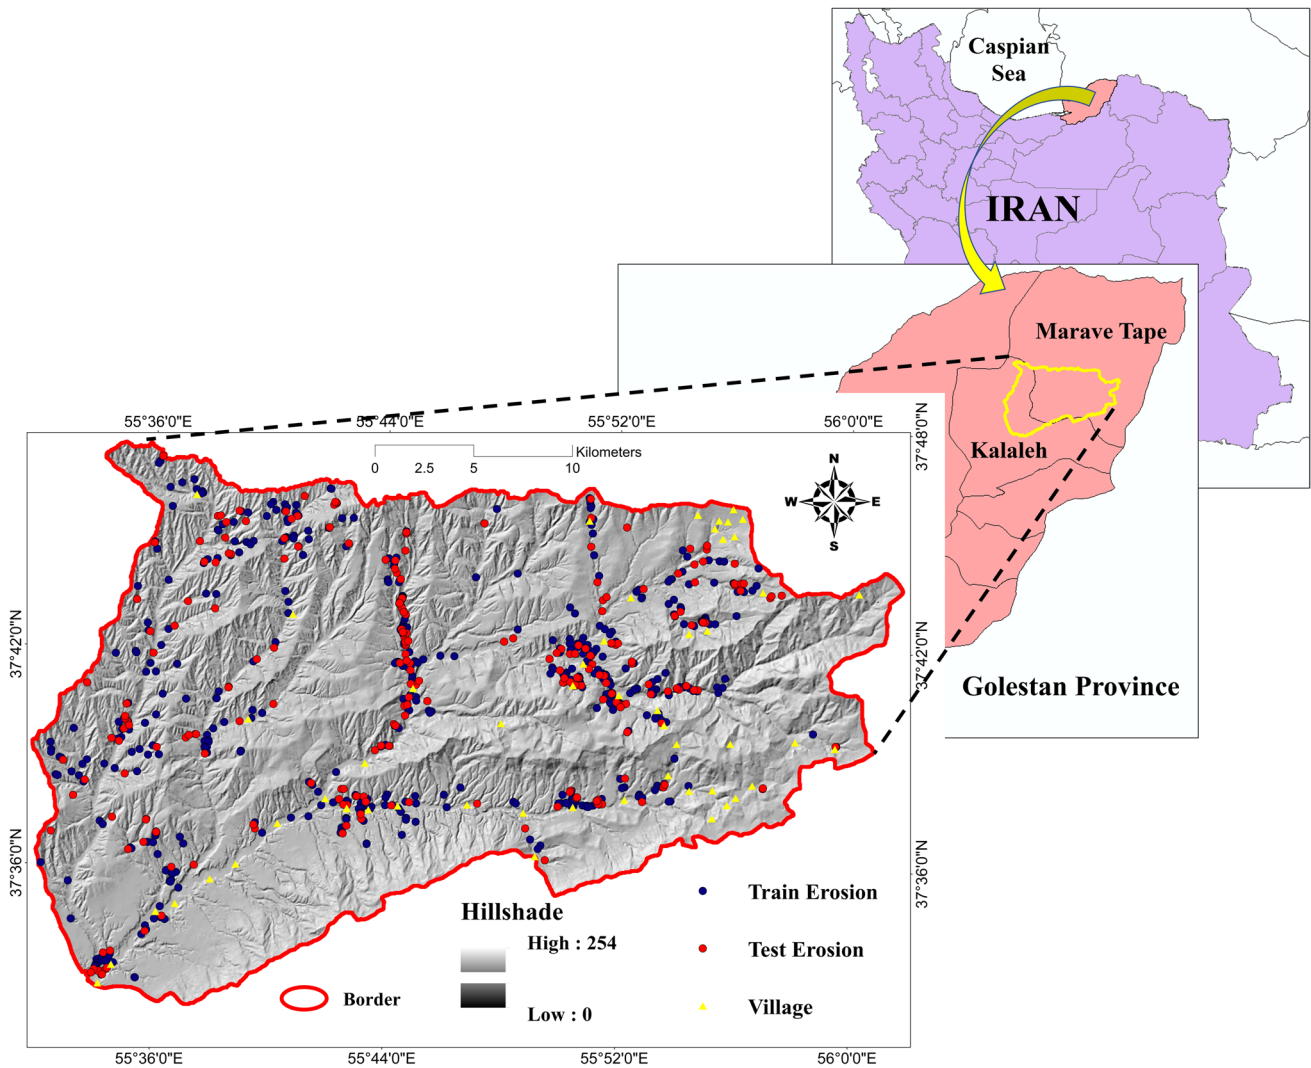 Caspian
Sea
IRAN
Marave Tape
Kalaleh
Golestan Province
55°36'0"E
55°44'0"E
55°52'0"E
56°0'0"E
37°48'0"N
Kilometers
0 2.5 5 10
N
W E
S
37°42'0"N
37°42'0"N
37°36'0"N
37°36'0"N
Train Erosion
Hillshade
High : 254
Test Erosion
Border
Low : 0
Village
55°36'0"E
55°44'0"E
55°52'0"E
56°0'0"E